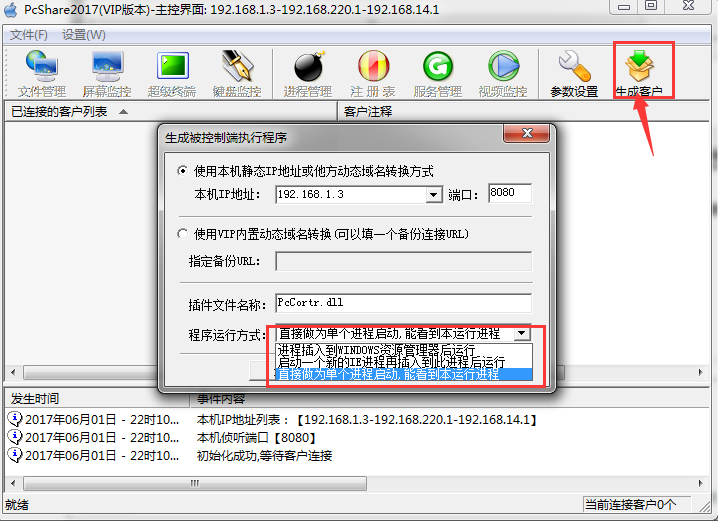 PcShare2017(VIP版本)-主控界面: 192.168.1.3-192.168.220.1-192.168.14.1
文件(F) 设置(W)
文件管理 屏幕监控 超级终端 键盘监控 进程管理 注 册 表 服务管理 视频监控 参数设置 生成客户
已连接的客户列表 客户注释
生成被控制端执行程序
使用本机静态IP地址或他方动态域名转换方式
本机IP地址: 192.168.1.3 端口: 8080
使用VIP内置动态域名转换(可以填一个备份连接URL)
指定备份URL:
插件文件名称: PcCortr.dll
程序运行方式: 直接做为单个进程启动,能看到本运行进程
进程插入到WINDOWS资源管理器后运行
启动一个新的IE进程再插入到此进程后运行
直接做为单个进程启动,能看到本运行进程
发生时间 事件内容
2017年06月01日 - 22时10... 本机IP地址列表:【192.168.1.3-192.168.220.1-192.168.14.1】
2017年06月01日 - 22时10... 本机侦听端口【8080】
2017年06月01日 - 22时10... 初始化成功,等待客户连接
就绪 当前连接客户0个